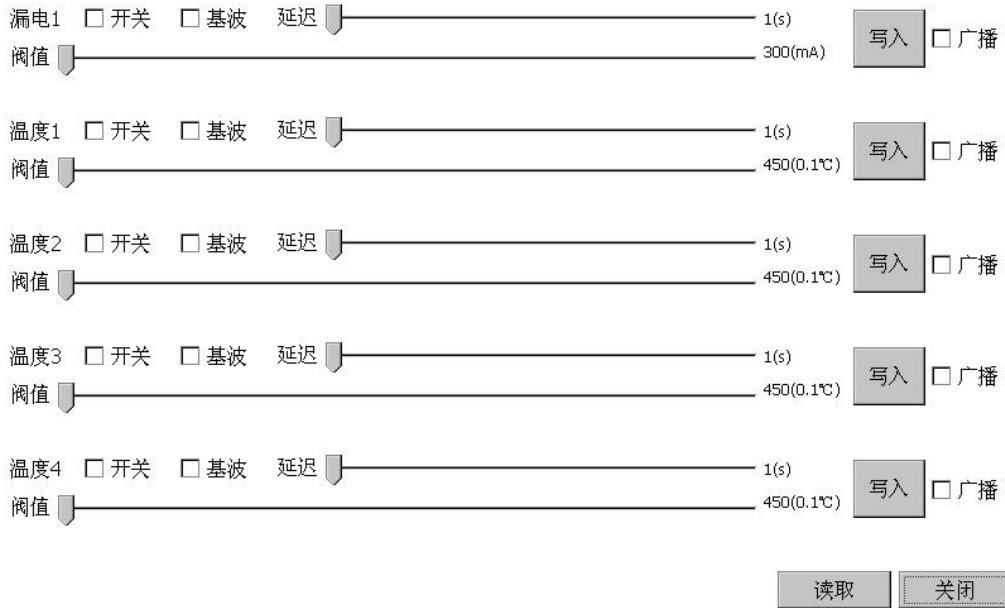 漏电1 开关 基波 延迟 1(s) 写入 广播
阀值 300(mA)
温度1 开关 基波 延迟 1(s) 写入 广播
阀值 450(0.1℃)
温度2 开关 基波 延迟 1(s) 写入 广播
阀值 450(0.1℃)
温度3 开关 基波 延迟 1(s) 写入 广播
阀值 450(0.1℃)
温度4 开关 基波 延迟 1(s) 写入 广播
阀值 450(0.1℃)
读取 关闭